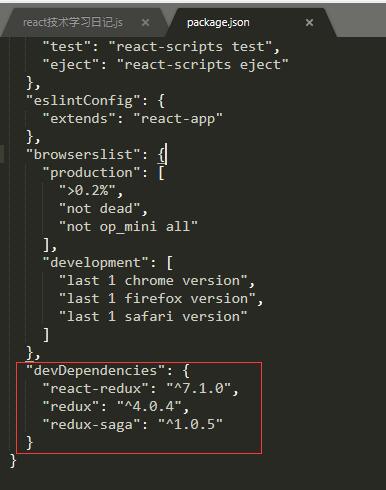 react技术学习日记.js
package.json
"test": "react-scripts test",
"eject": "react-scripts eject"
},
"eslintConfig": {
"extends": "react-app"
},
"browserslist": {
"production": [
">0.2%",
"not dead",
"not op_mini all"
],
"development": [
"last 1 chrome version",
"last 1 firefox version",
"last 1 safari version"
]
},
"devDependencies": {
"react-redux": "^7.1.0",
"redux": "^4.0.4",
"redux-saga": "^1.0.5"
}
}